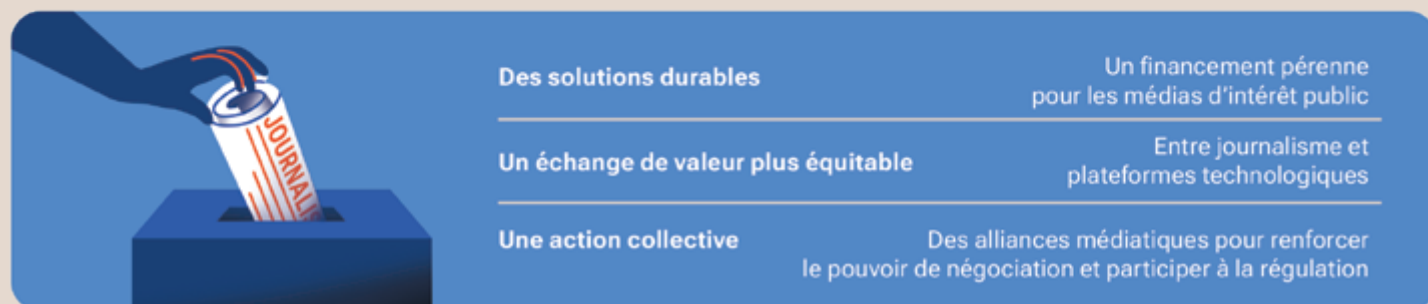 JOURNALIS
Des solutions durables
Un financement pérenne
pour les médias d'intérêt public
Un échange de valeur plus équitable
Entre journalisme et
plateformes technologiques
Une action collective
Des alliances médiatiques pour renforcer
le pouvoir de négociation et participer à la régulation